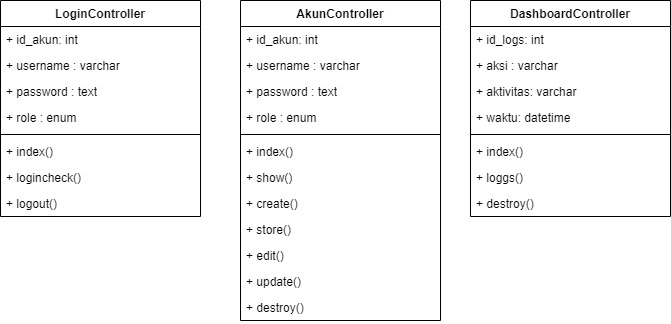 LoginController
+ id_akun: int
+ username : varchar
+ password : text
+ role : enum
+ index()
+ logincheck()
+ logout()
AkunController
+ id_akun: int
+ username : varchar
+ password : text
+ role : enum
+ index()
+ show()
+ create()
+ store()
+ edit()
+ update()
+ destroy()
DashboardController
+ id_logs: int
+ aksi : varchar
+ aktivitas: varchar
+ waktu: datetime
+ index()
+ loggs()
+ destroy()